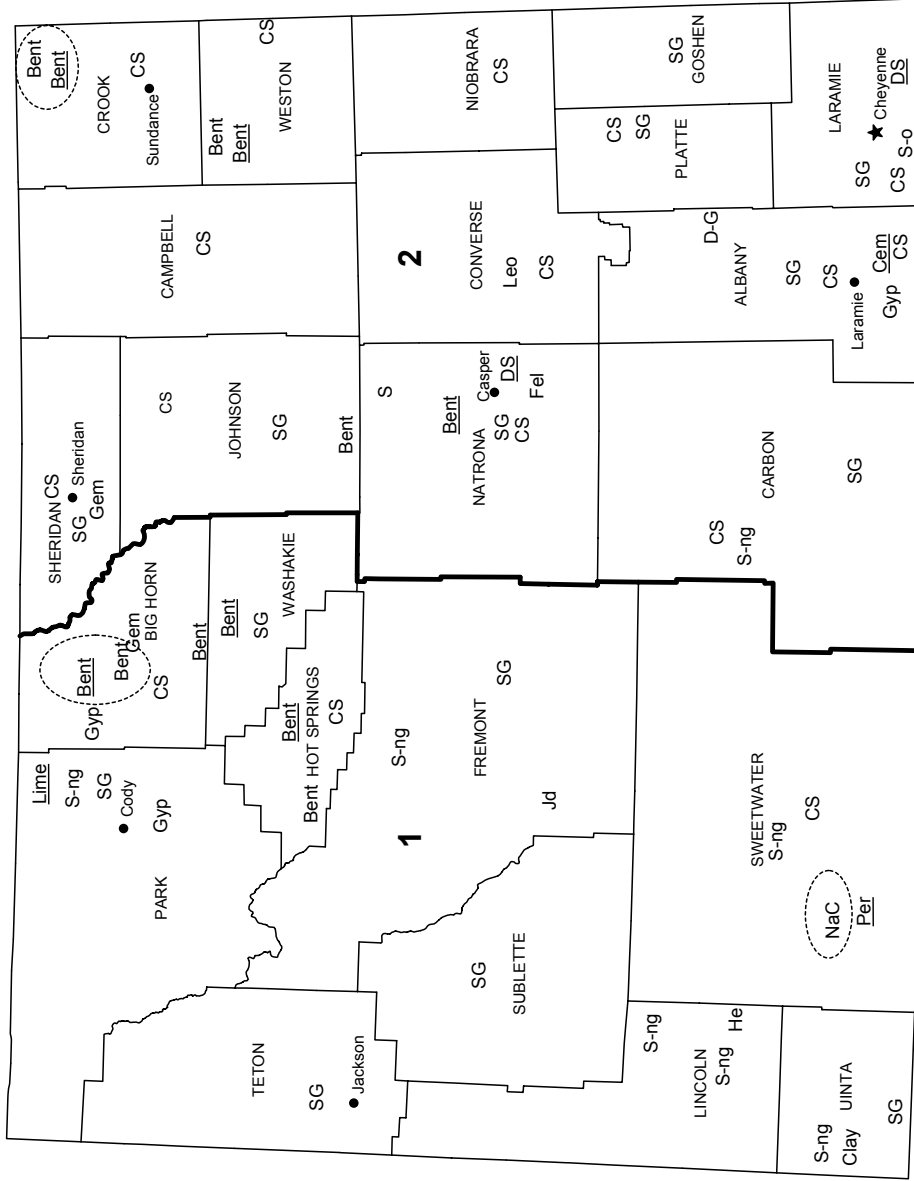 Bent
Bent
CROOK
CS
Sundance
CS
Bent
Bent
WESTON
NIOBRARA
CS
SG
GOSHEN
CS
SG
PLATTE
LARAMIE
Cheyenne
DS
SG
CS
S-o
CAMPBELL
CS
2
CONVERSE
Leo
CS
D-G
ALBANY
SG
CS
Laramie
Gyp
Cem
CS
SHERIDAN
CS
Sheridan
SG
Gem
CS
JOHNSON
SG
Bent
S
Bent
Casper
DS
NATRONA
SG
CS
Fel
CARBON
CS
S-ng
SG
Bent
Bent
Gem
BIG HORN
CS
Gyp
Bent
Bent
SG
WASHAKIE
Bent
Bent
HOT SPRINGS
CS
Lime
S-ng
SG
Cody
Gyp
PARK
1
S-ng
FREMONT
SG
Jd
SWEETWATER
S-ng
CS
NaC
Per
SG
SUBLETTE
TETON
SG
Jackson
S-ng
LINCOLN
S-ng
He
S-ng
Clay
UINTA
SG